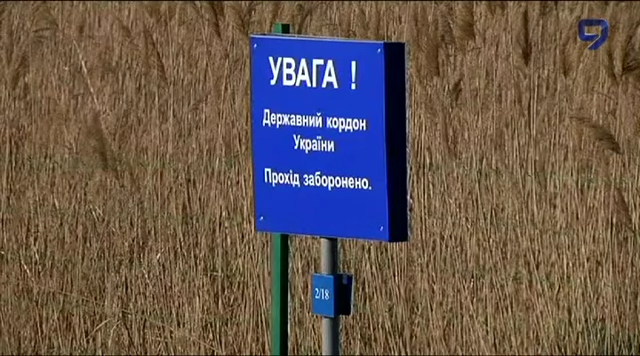 УВАГА !
Державний кордон
України
Прохід заборонено.
2/18